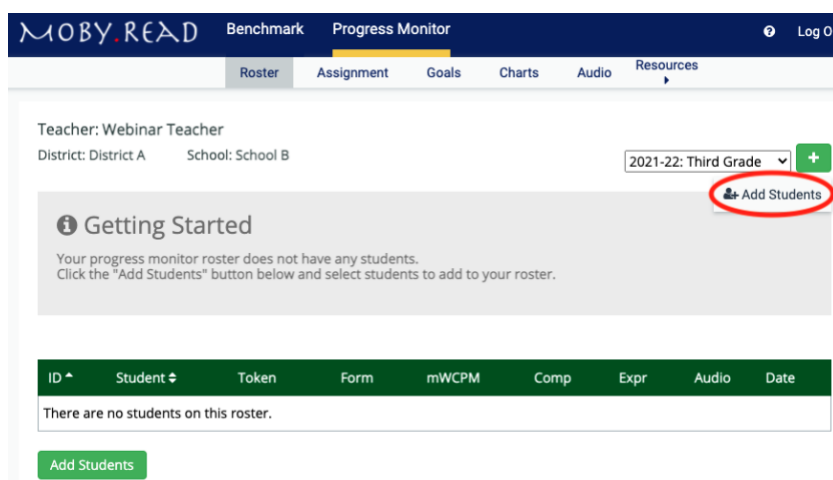 MOBY.READ Benchmark Progress Monitor Log O
Roster Assignment Goals Charts Audio Resources
Teacher: Webinar Teacher
District: District A School: School B
2021-22: Third Grade
Add Students
Getting Started
Your progress monitor roster does not have any students.
Click the "Add Students" button below and select students to add to your roster.
ID Student Token Form mWCPM Comp Expr Audio Date
There are no students on this roster.
Add Students